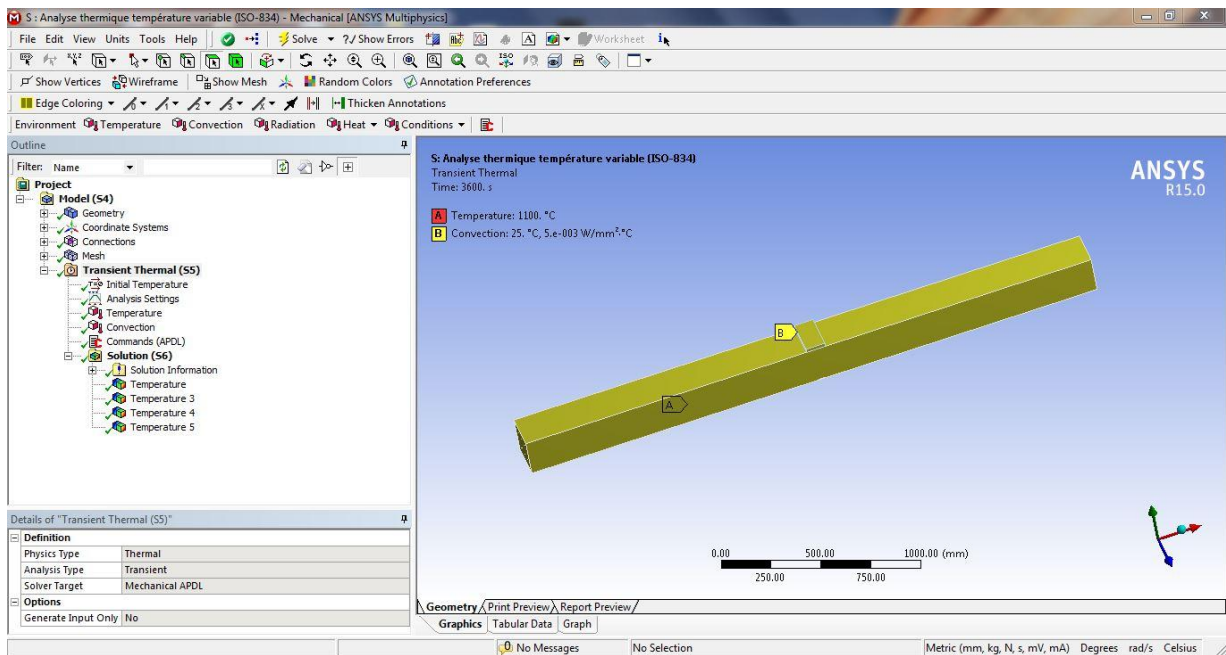 S : Analyse thermique température variable (ISO-834) - Mechanical [ANSYS Multiphysics]
File Edit View Units Tools Help Solve ?/ Show Errors Worksheet
Show Vertices Wireframe Show Mesh Random Colors Annotation Preferences
Edge Coloring Thicken Annotations
Environment Temperature Convection Radiation Heat Conditions
Outline
Filter: Name
Project
Model (S4)
Geometry
Coordinate Systems
Connections
Mesh
Transient Thermal (S5)
Initial Temperature
Analysis Settings
Temperature
Convection
Commands (APDL)
Solution (S6)
Solution Information
Temperature
Temperature 3
Temperature 4
Temperature 5
Details of "Transient Thermal (S5)"
Definition
Physics Type Thermal
Analysis Type Transient
Solver Target Mechanical APDL
Options
Generate Input Only No
S: Analyse thermique température variable (ISO-834)
Transient Thermal
Time: 3600. s
A Temperature: 1100. °C
B Convection: 25. °C, 5.e-003 W/mm²·°C
ANSYS
R15.0
B
A
0.00 500.00 1000.00 (mm)
250.00 750.00
Geometry Print Preview Report Preview
Graphics Tabular Data Graph
0 No Messages No Selection Metric (mm, kg, N, s, mV, mA) Degrees rad/s Celsius